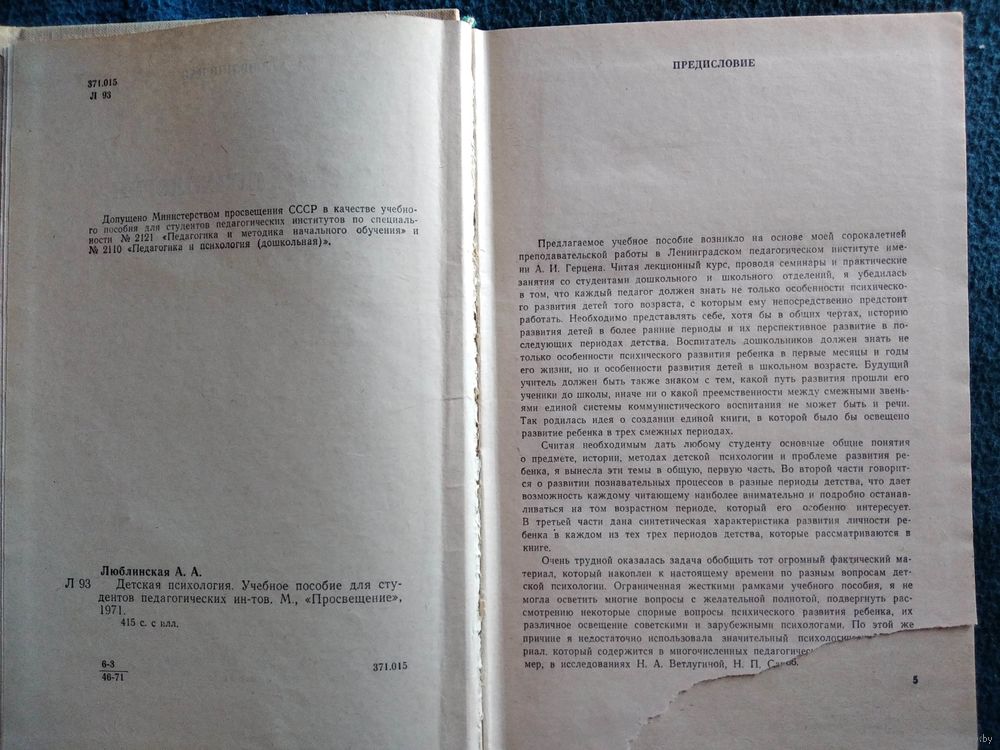 371.015
Л 93
Допущено Министерством просвещения СССР в качестве учебно-
го пособия для студентов педагогических институтов по специаль-
ности № 2121 «Педагогика и методика начального обучения» и
№ 2110 «Педагогика и психология (дошкольная)».
Люблинская А. А.
Л 93 Детская психология. Учебное пособие для сту-
дентов педагогических ин-тов. М., «Просвещение»,
1971.
415 с. с илл.
6-3
46-71
371.015
ПРЕДИСЛОВИЕ
Предлагаемое учебное пособие возникло на основе моей сорокалетней
преподавательской работы в Ленинградском педагогическом институте име-
ни А. И. Герцена. Читая лекционный курс, проводя семинары и практические
занятия со студентами дошкольного и школьного отделений, я убедилась
в том, что каждый педагог должен знать не только особенности психическо-
го развития детей того возраста, с которым ему непосредственно предстоит
работать. Необходимо представлять себе, хотя бы в общих чертах, историю
развития детей в более ранние периоды и их перспективное развитие в по-
следующих периодах детства. Воспитатель дошкольников должен знать не
только особенности психического развития ребенка в первые месяцы и годы
его жизни, но и особенности развития детей в школьном возрасте. Будущий
учитель должен быть также знаком с тем, какой путь развития прошли его
ученики до школы, иначе ни о какой преемственности между смежными звень-
ями единой системы коммунистического воспитания не может быть и речи.
Так родилась идея о создании единой книги, в которой было бы освещено
развитие ребенка в трех смежных периодах.
Считая необходимым дать любому студенту основные общие понятия
о предмете, истории, методах детской психологии и проблеме развития ре-
бенка, я вынесла эти темы в общую, первую часть. Во второй части говорит-
ся о развитии познавательных процессов в разные периоды детства, что дает
возможность каждому читающему наиболее внимательно и подробно останав-
ливаться на том возрастном периоде, который его особенно интересует.
В третьей части дана синтетическая характеристика развития личности ре-
бенка в каждом из тех трех периодов детства, которые рассматриваются в
книге.
Очень трудной оказалась задача обобщить тот огромный фактический ма-
териал, который накоплен к настоящему времени по разным вопросам дет-
ской психологии. Ограниченная жесткими рамками учебного пособия, я не
могла осветить многие вопросы с желательной полнотой, подвергнуть рас-
смотрению некоторые спорные вопросы психического развития ребенка, их
различное освещение советскими и зарубежными психологами. По этой же
причине я недостаточно использовала значительный
риал, который содержится в многочисленных
мер, в исследованиях Н. А. Ветлугиной, Н. П.
5